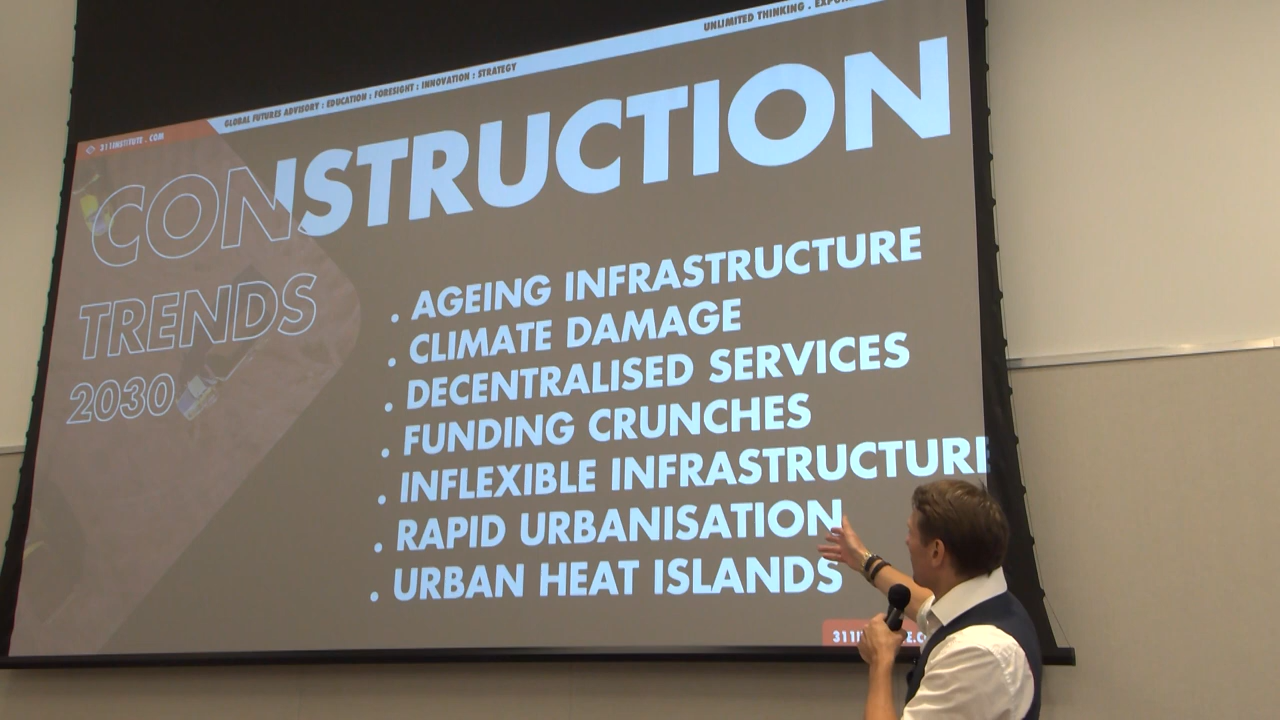 311INSTITUTE . COM
GLOBAL FUTURES ADVISORY : EDUCATION : FORESIGHT : INNOVATION : STRATEGY
UNLIMITED THINKING .
CONSTRUCTION
TRENDS
2030
. AGEING INFRASTRUCTURE
. CLIMATE DAMAGE
. DECENTRALISED SERVICES
. FUNDING CRUNCHES
. INFLEXIBLE INFRASTRUCTURE
. RAPID URBANISATION
. URBAN HEAT ISLANDS